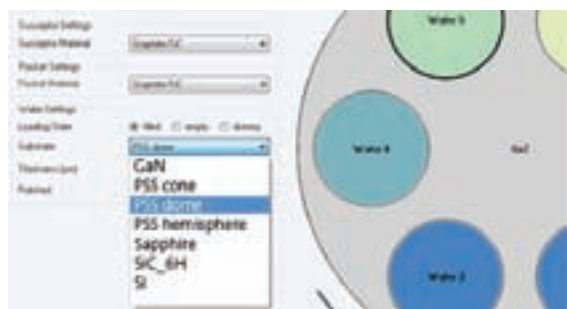 Susceptor Settings
Susceptor Material
Graphite/SiC
Pocket Settings
Pocket Material
Graphite/SiC
Wafer Settings
Loading State
filled empty dummy
Substrate
PSS dome
GaN
PSS cone
PSS dome
PSS hemisphere
Sapphire
SiC_6H
Si
Thickness [µm]
Polished
Wafer 5
Wafer 4
Wafer 3